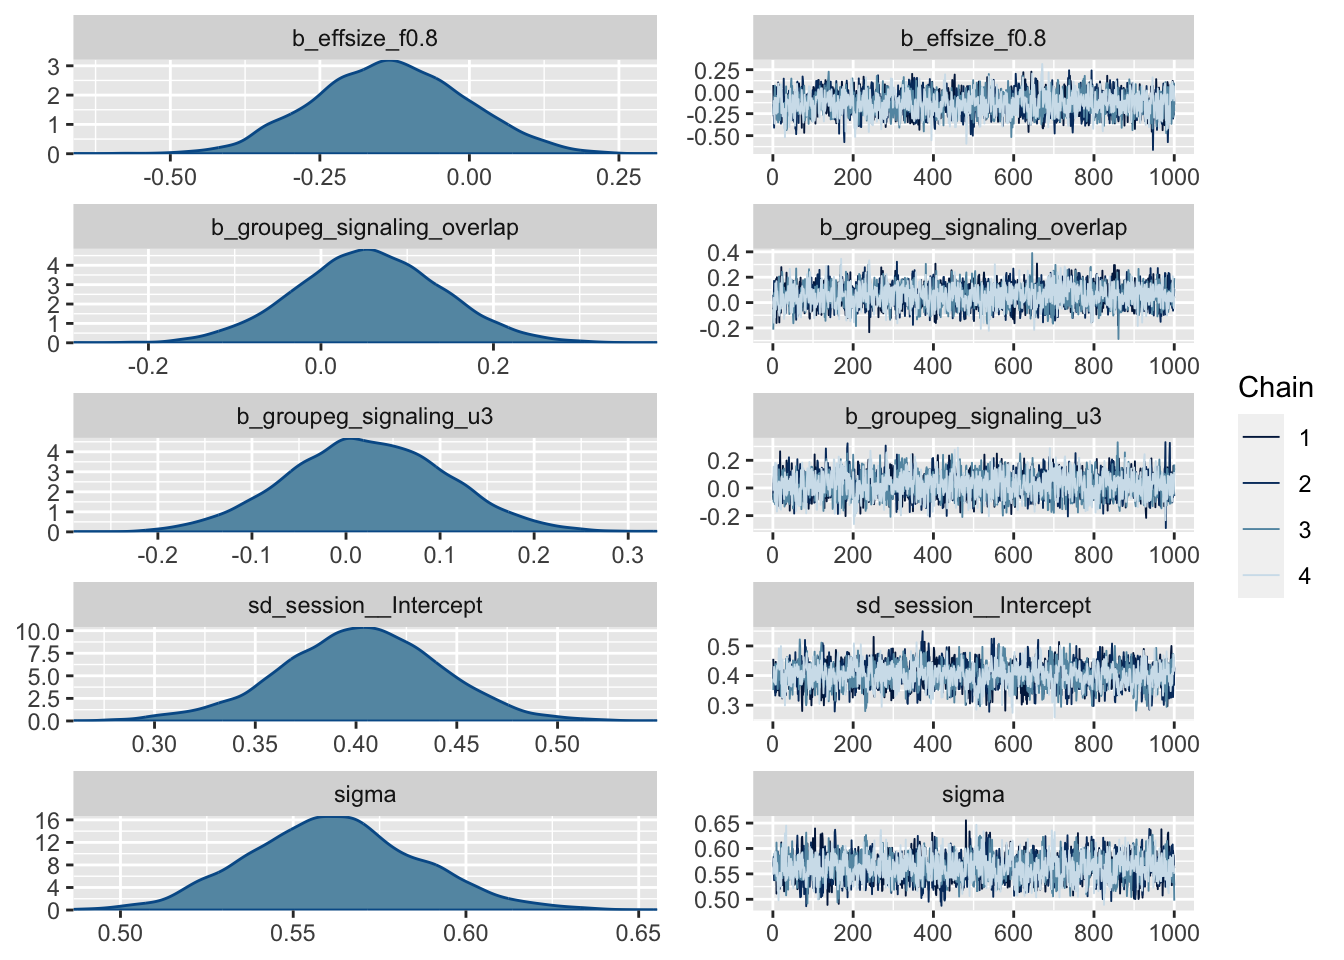 b_effsize_f0.8
3
2
1
0
-0.50 -0.25 0.00 0.25
b_effsize_f0.8
0.25
0.00
-0.25
-0.50
0 200 400 600 800 1000
b_groupeg_signaling_overlap
4
3
2
1
0
-0.2 0.0 0.2
b_groupeg_signaling_overlap
0.4
0.2
0.0
-0.2
0 200 400 600 800 1000
b_groupeg_signaling_u3
4
3
2
1
0
-0.2 -0.1 0.0 0.1 0.2 0.3
b_groupeg_signaling_u3
0.2
0.0
-0.2
0 200 400 600 800 1000
sd_session__Intercept
10.0
7.5
5.0
2.5
0.0
0.30 0.35 0.40 0.45 0.50
sd_session__Intercept
0.5
0.4
0.3
0 200 400 600 800 1000
sigma
16
12
8
4
0
0.50 0.55 0.60 0.65
sigma
0.65
0.60
0.55
0.50
0 200 400 600 800 1000
Chain
1
2
3
4